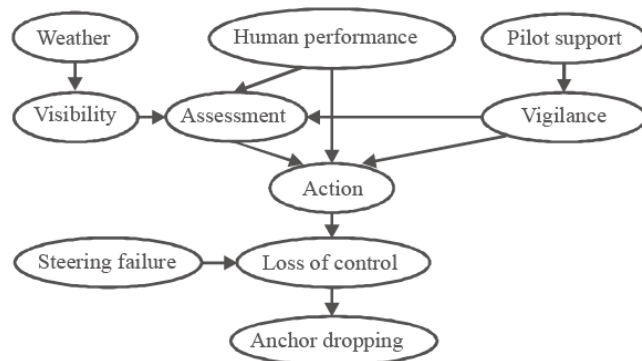 Weather
Human performance
Pilot support
Visibility
Assessment
Vigilance
Action
Steering failure
Loss of control
Anchor dropping